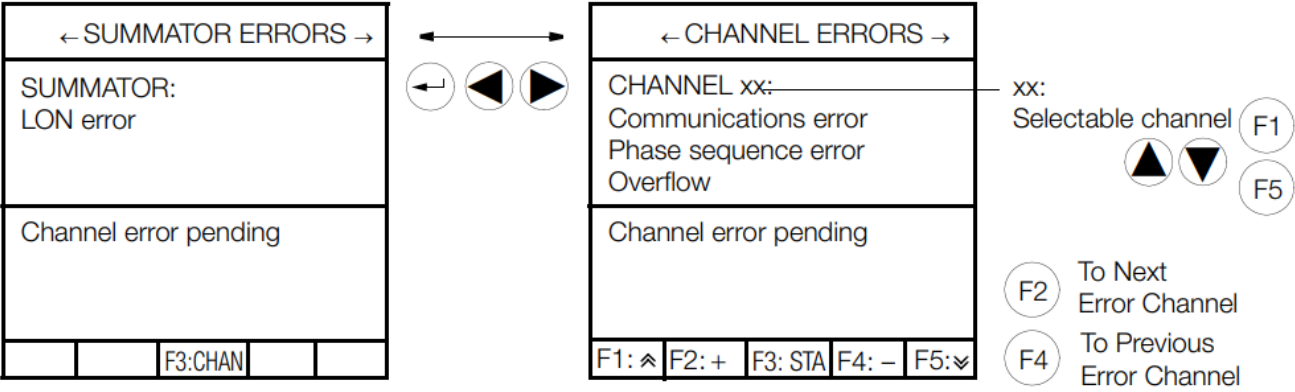 ← SUMMATOR ERRORS →
SUMMATOR:
LON error
Channel error pending
F3:CHAN
← CHANNEL ERRORS →
CHANNEL xx:
Communications error
Phase sequence error
Overflow
Channel error pending
F1: F2: + F3: STA F4: – F5:
xx:
Selectable channel
F1
F5
F2
To Next
Error Channel
F4
To Previous
Error Channel